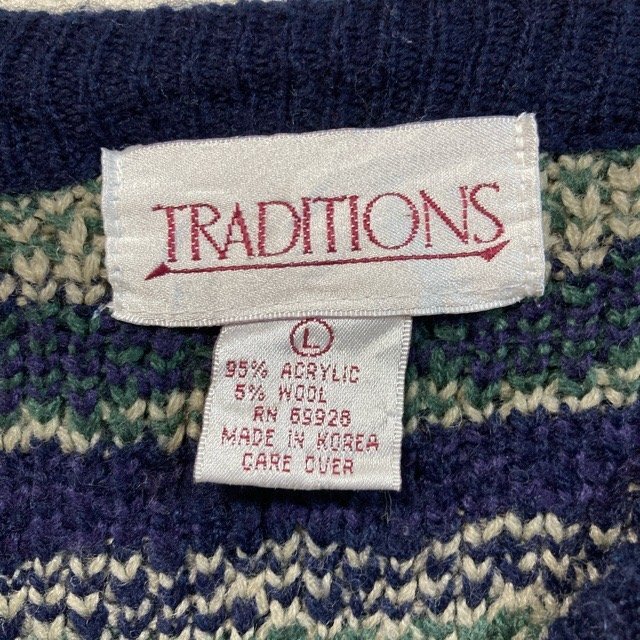 TRADITIONS
L
95% ACRYLIC
5% WOOL
RN 69928
MADE IN KOREA
CARE OVER